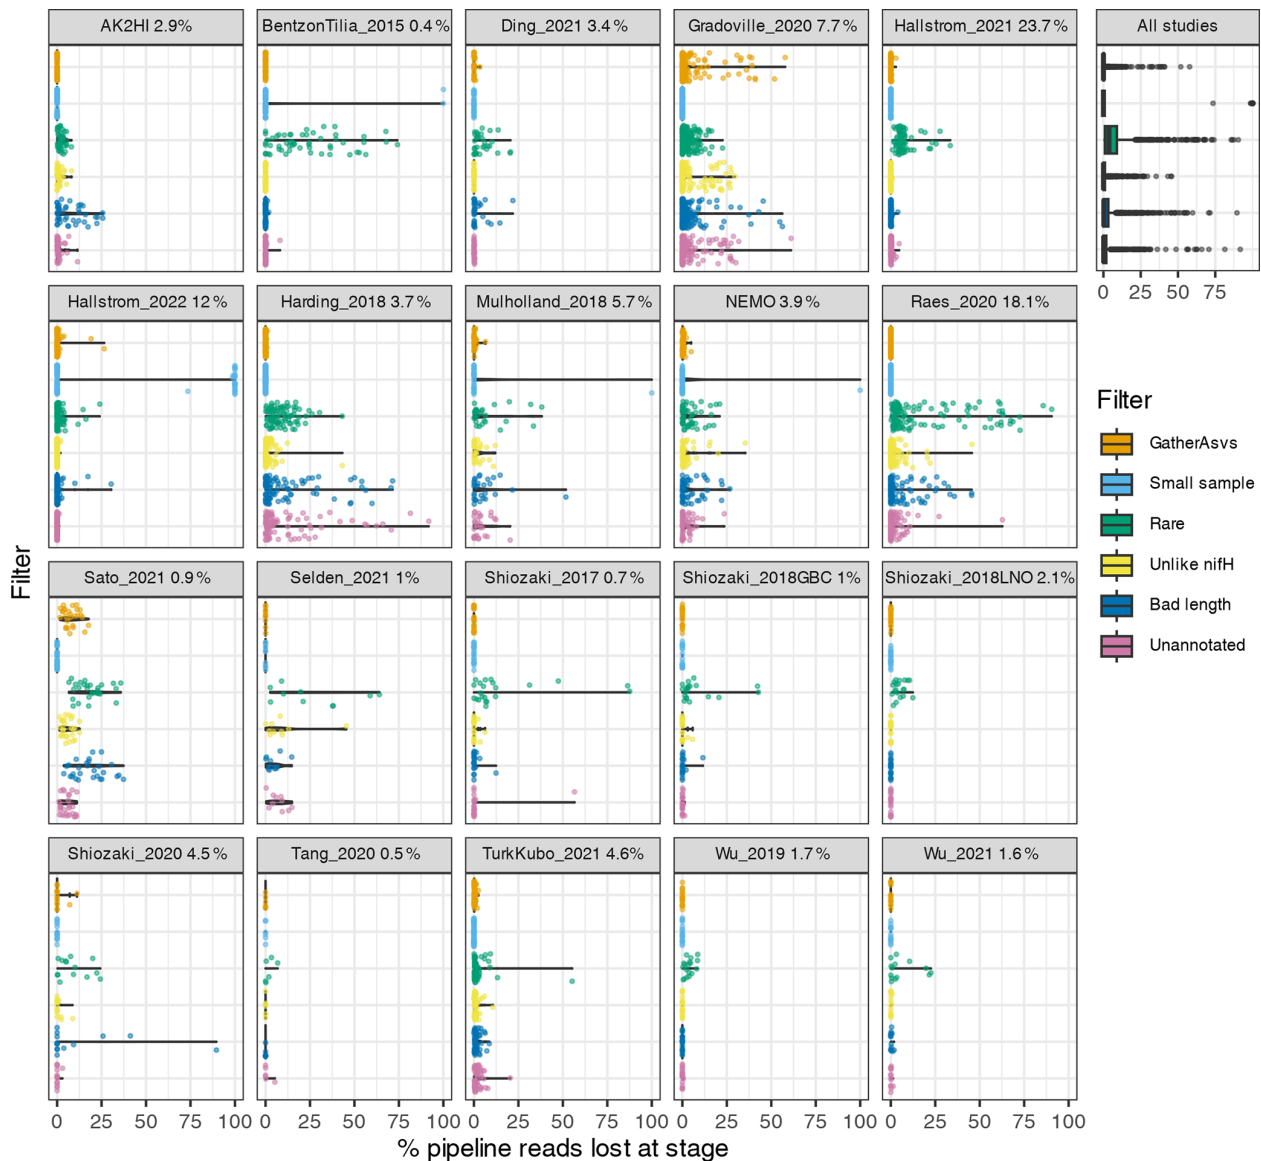 AK2HI 2.9%
BentzonTilia_2015 0.4%
Ding_2021 3.4%
Gradoville_2020 7.7%
Hallstrom_2021 23.7%
All studies
0 25 50 75
Hallstrom_2022 12%
Harding_2018 3.7%
Mulholland_2018 5.7%
NEMO 3.9%
Raes_2020 18.1%
Filter
GatherAsvs
Small sample
Rare
Unlike nifH
Bad length
Unannotated
Filter
Sato_2021 0.9%
Selden_2021 1%
Shiozaki_2017 0.7%
Shiozaki_2018GBC 1%
Shiozaki_2018LNO 2.1%
Shiozaki_2020 4.5%
Tang_2020 0.5%
TurkKubo_2021 4.6%
Wu_2019 1.7%
Wu_2021 1.6%
0 25 50 75 100 0 25 50 75 100 0 25 50 75 100 0 25 50 75 100 0 25 50 75 100
% pipeline reads lost at stage